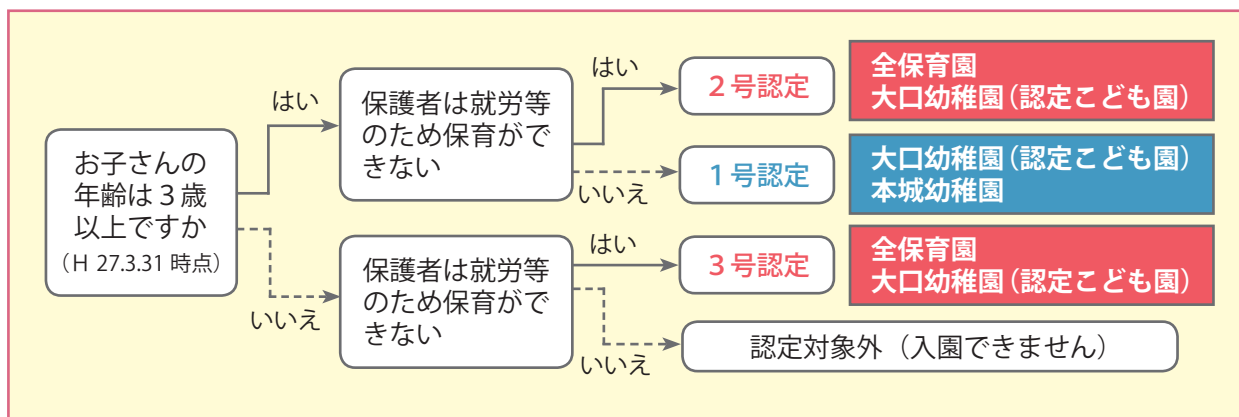 お子さんの
年齢は3歳
以上ですか
(H 27.3.31 時点)
はい
保護者は就労等
のため保育がで
きない
はい
2号認定
全保育園
大口幼稚園(認定こども園)
いいえ
1号認定
大口幼稚園(認定こども園)
本城幼稚園
いいえ
保護者は就労等
のため保育がで
きない
はい
3号認定
全保育園
大口幼稚園(認定こども園)
いいえ
認定対象外(入園できません)